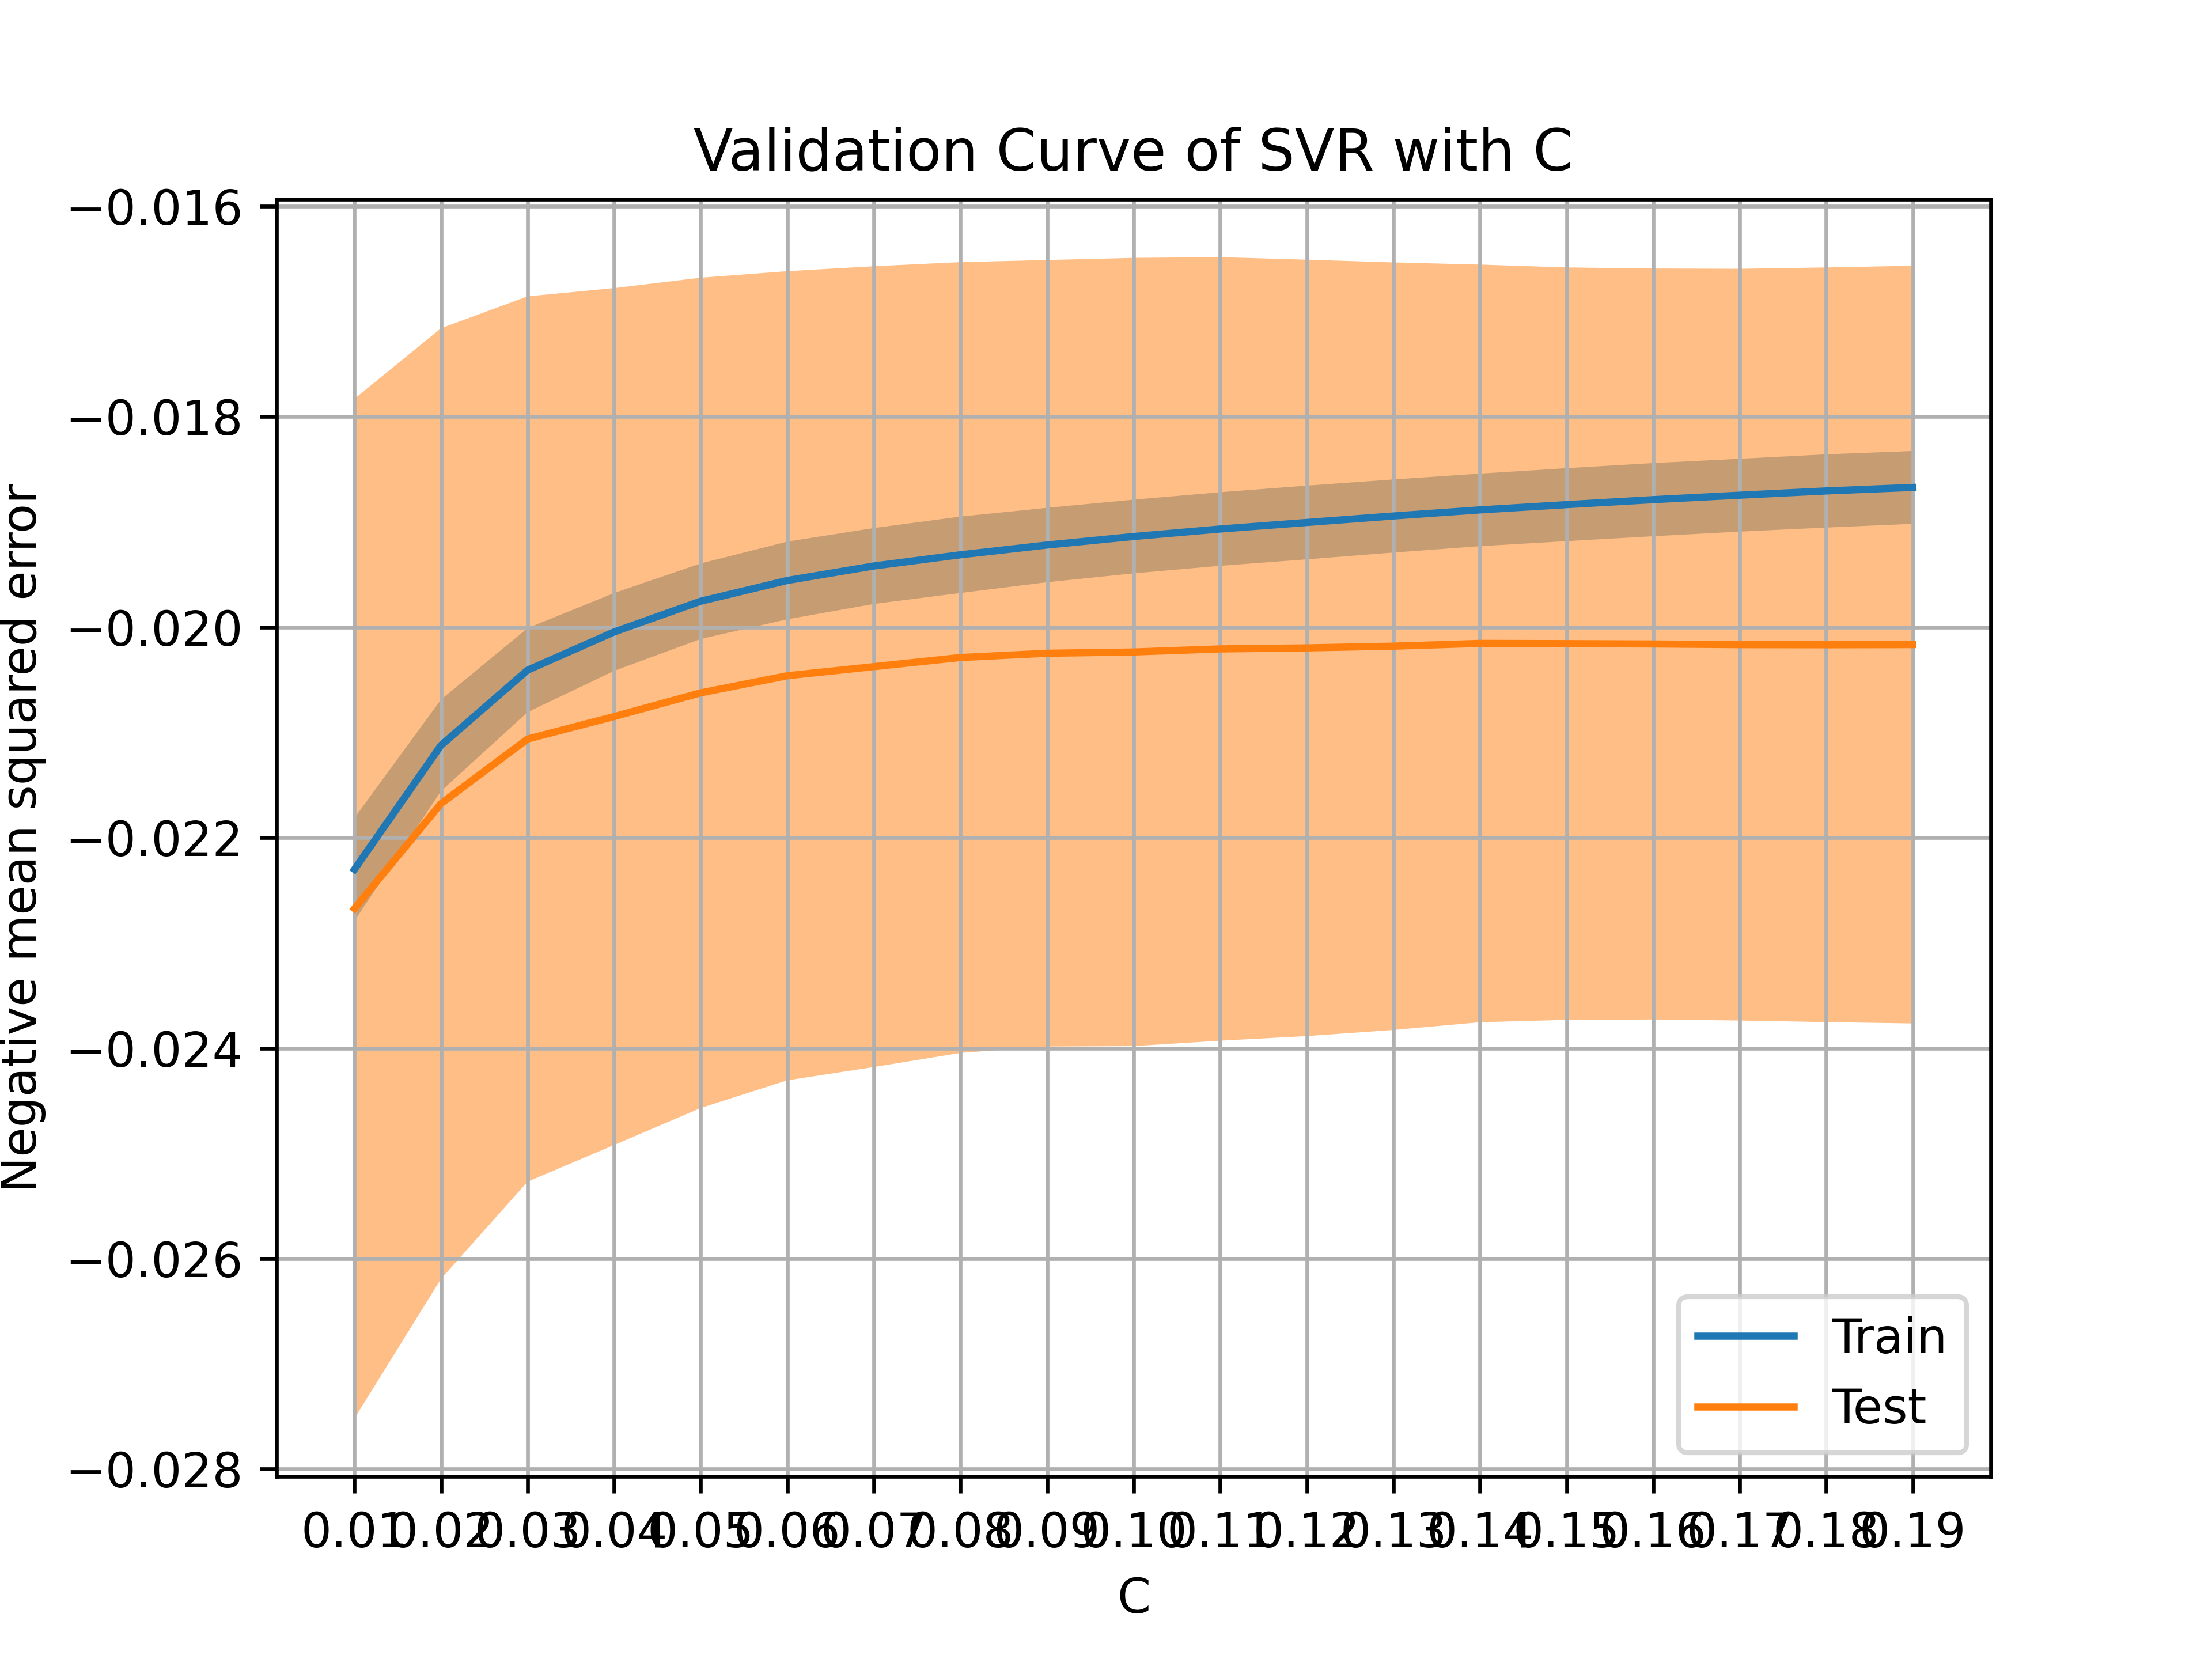 Validation Curve of SVR with C
−0.016
−0.018
−0.020
−0.022
−0.024
−0.026
−0.028
Negative mean squared error
0.01 0.02 0.03 0.04 0.05 0.06 0.07 0.08 0.09 0.10 0.11 0.12 0.13 0.14 0.15 0.16 0.17 0.18 0.19
C
Train
Test